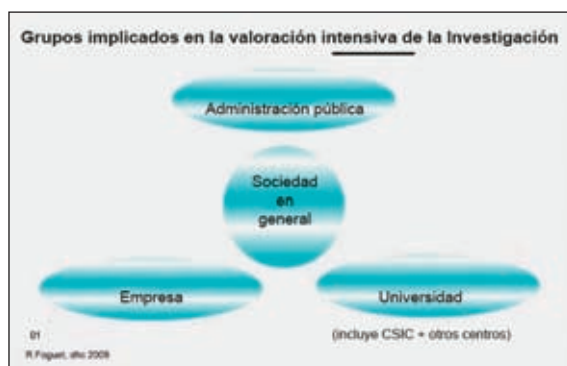 Grupos implicados en la valoración intensiva de la Investigación
Administración pública
Sociedad
en
general
Empresa
Universidad
(incluye CSIC + otros centros)
01
R.Foguet, año 2009